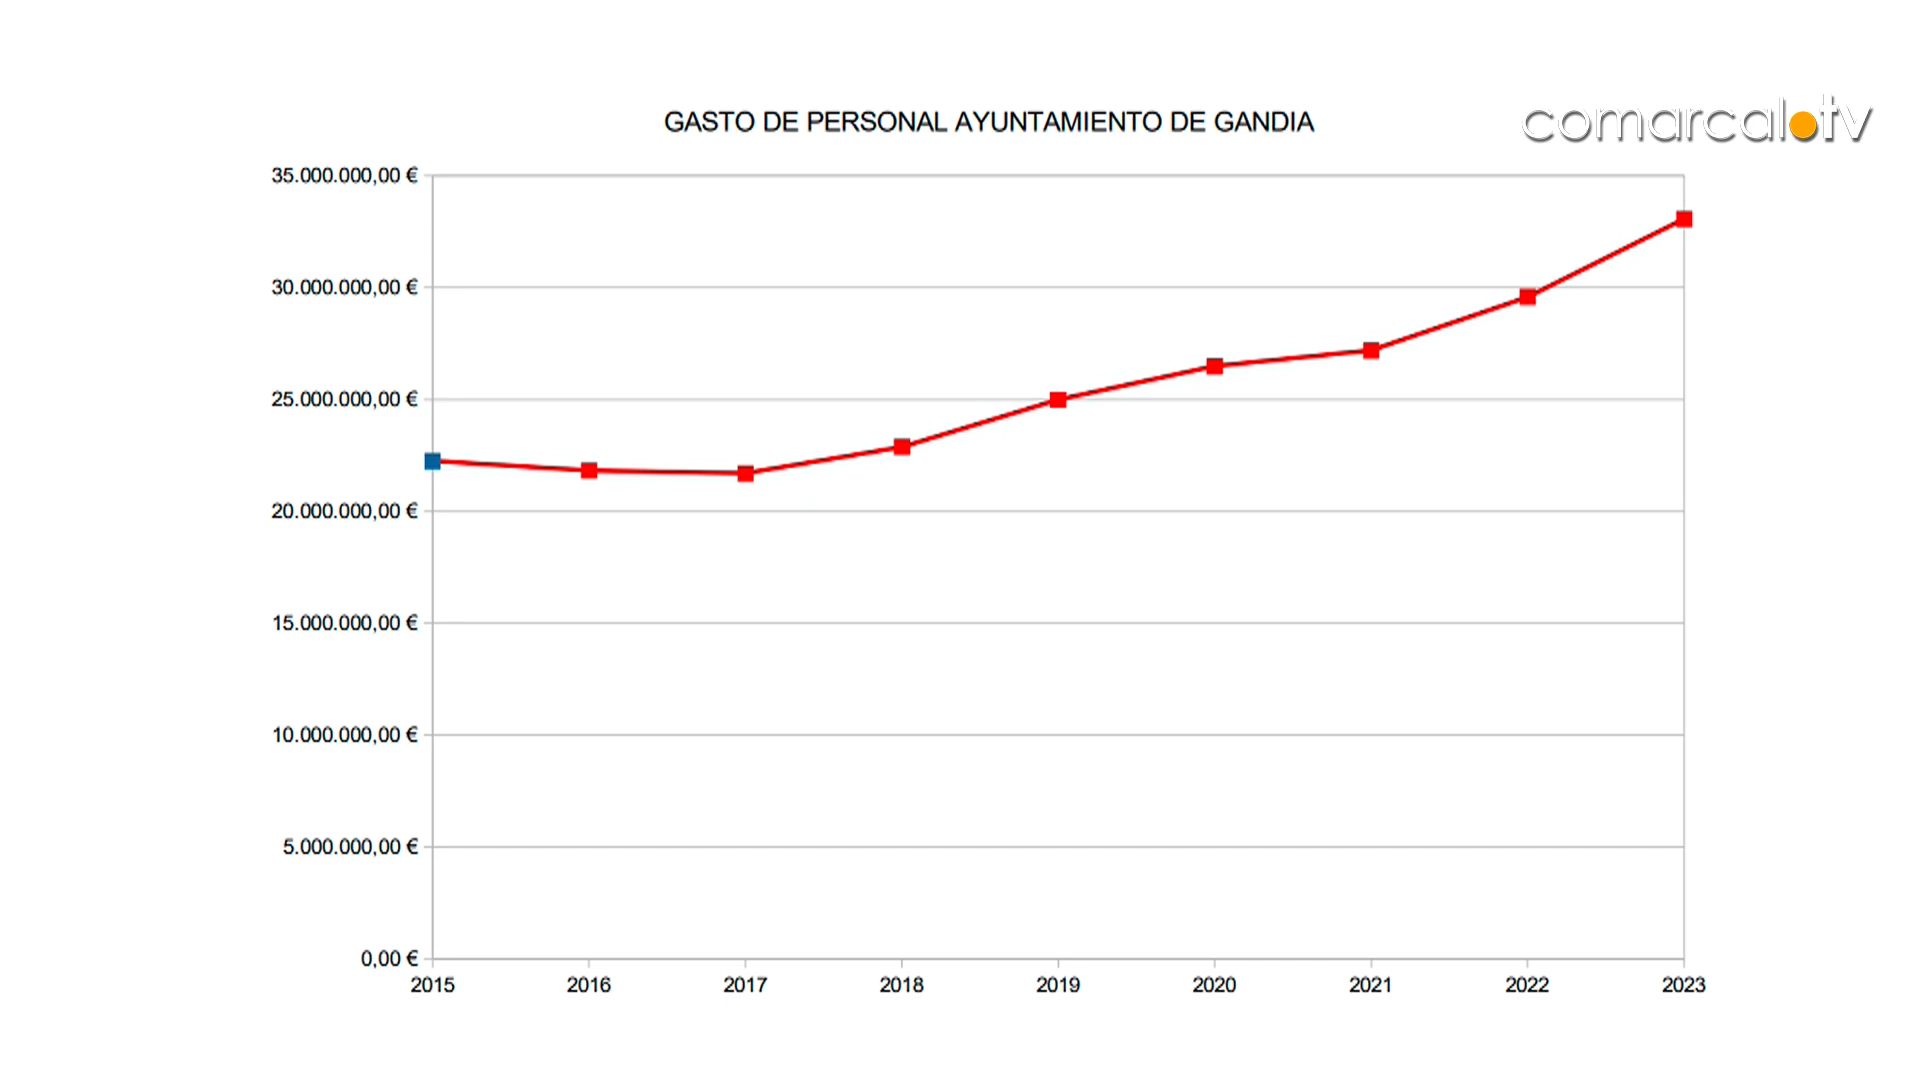 GASTO DE PERSONAL AYUNTAMIENTO DE GANDIA
comarcal.tv
35.000.000,00 €
30.000.000,00 €
25.000.000,00 €
20.000.000,00 €
15.000.000,00 €
10.000.000,00 €
5.000.000,00 €
0,00 €
2015 2016 2017 2018 2019 2020 2021 2022 2023